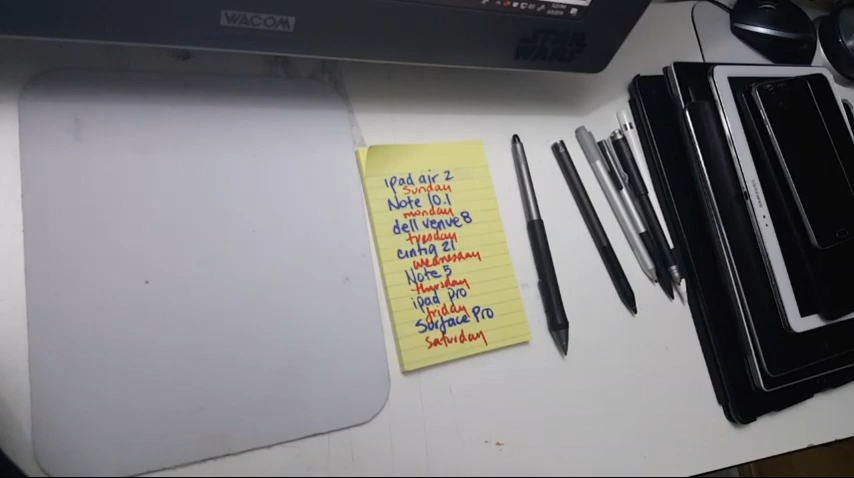 WACOM
STAR
WARS
ipad air 2
Sunday
Note 10.1
monday
dell venue 8
tuesday
cintiq 21
wednesday
Note 5
thursday
ipad pro
friday
Surface Pro
saturday